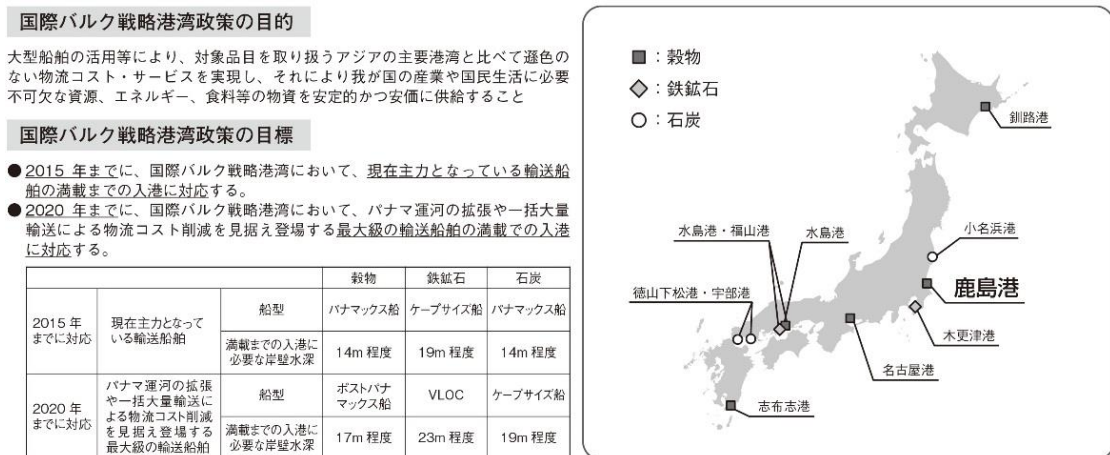 国際バルク戦略港湾政策の目的
大型船舶の活用等により、対象品目を取り扱うアジアの主要港湾と比べて遜色の
ない物流コスト・サービスを実現し、それにより我が国の産業や国民生活に必要
不可欠な資源、エネルギー、食料等の物資を安定的かつ安価に供給すること
国際バルク戦略港湾政策の目標
●2015 年までに、国際バルク戦略港湾において、現在主力となっている輸送船
舶の満載までの入港に対応する。
●2020 年までに、国際バルク戦略港湾において、パナマ運河の拡張や一括大量
輸送による物流コスト削減を見据え登場する最大級の輸送船舶の満載での入港
に対応する。
穀物 鉄鉱石 石炭
2015 年
までに対応
現在主力となって
いる輸送船舶
船型 パナマックス船 ケープサイズ船 パナマックス船
満載までの入港に
必要な岸壁水深
14m 程度 19m 程度 14m 程度
2020 年
までに対応
パナマ運河の拡張
や一括大量輸送に
よる物流コスト削減
を見据え登場する
最大級の輸送船舶
船型
ポストパナ
マックス船
VLOC ケープサイズ船
満載までの入港に
必要な岸壁水深
17m 程度 23m 程度 19m 程度
:穀物
:鉄鉱石
:石炭
釧路港
小名浜港
水島港・福山港
水島港
鹿島港
徳山下松港・宇部港
木更津港
名古屋港
志布志港